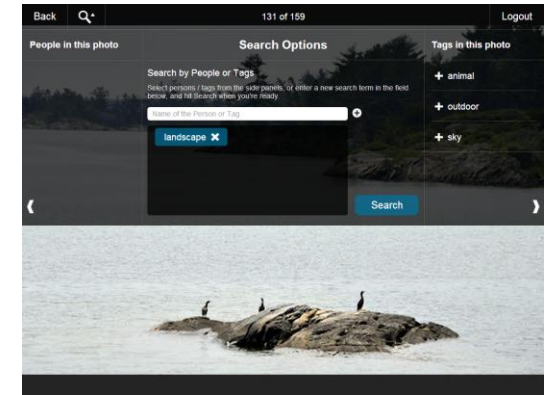 Back
131 of 159
Logout
People in this photo
Search Options
Tags in this photo
Search by People or Tags
Select persons / tags from the side panels, or enter a new search term in the field
below, and hit Search when you're ready.
Name of the Person or Tag
landscape
Search
animal
outdoor
sky